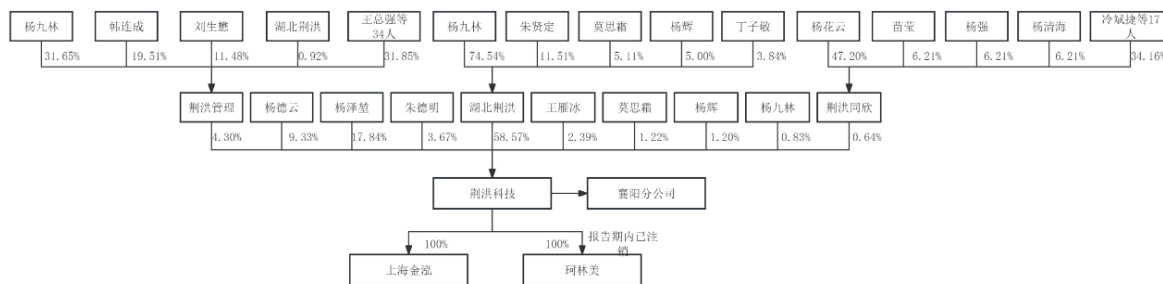 杨九林
韩连成
刘生懋
湖北荆洪
王总强等
34人
杨九林
朱贤定
莫思霜
杨辉
丁子敬
杨花云
苗莹
杨强
杨清海
冷斌捷等17
人
31.65%
19.51%
11.48%
0.92%
31.85%
74.54%
11.51%
5.11%
5.00%
3.84%
47.20%
6.21%
6.21%
6.21%
34.16%
荆洪管理
杨德云
杨泽堃
朱德明
湖北荆洪
王雁冰
莫思霜
杨辉
杨九林
荆洪同欣
4.30%
9.33%
17.84%
3.67%
58.57%
2.39%
1.22%
1.20%
0.83%
0.64%
荆洪科技
襄阳分公司
100%
100%
报告期内已注
销
上海金泓
珂林美